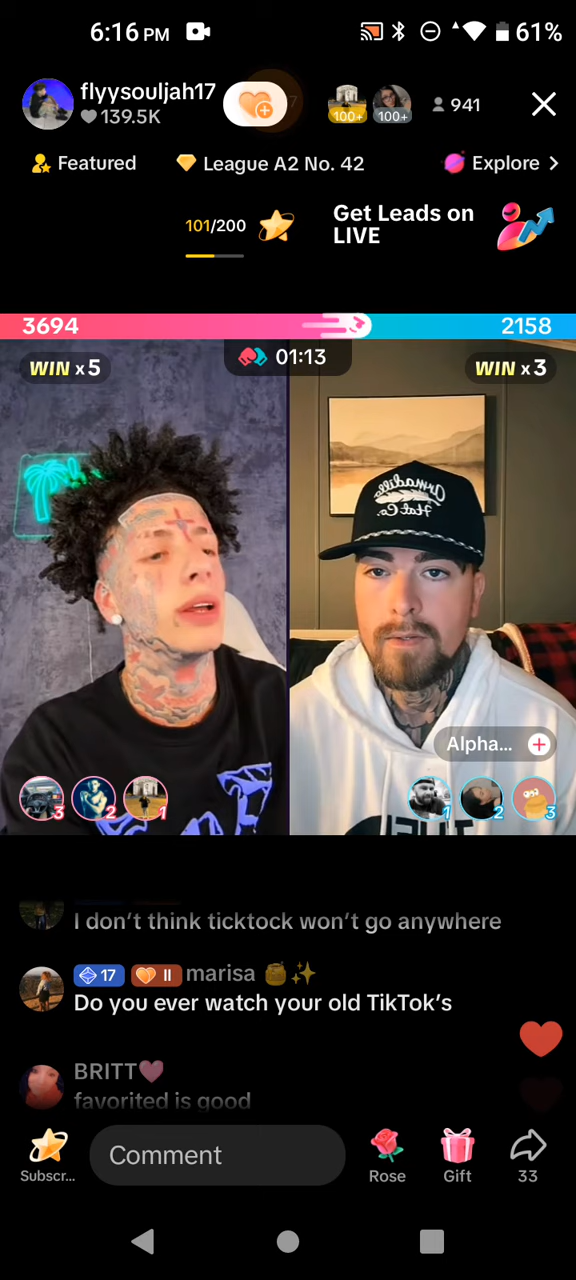 6:16 PM
61%
flyysouljah17
139.5K
100+
100+
941
Featured
League A2 No. 42
Explore
101/200
Get Leads on
LIVE
3694
2158
WIN x 5
01:13
WIN x 3
Armadillo
Hat Co.
Alpha...
3
2
1
1
2
3
I don't think ticktock won't go anywhere
17
II
marisa 🍯✨
Do you ever watch your old TikTok's
BRITT💜
favorited is good
Subscr...
Comment
Rose
Gift
33